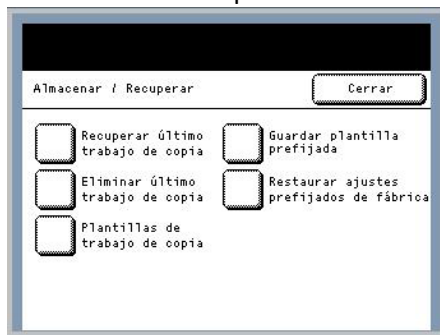 Almacenar / Recuperar
Cerrar
Recuperar último
trabajo de copia
Eliminar último
trabajo de copia
Plantillas de
trabajo de copia
Guardar plantilla
prefijada
Restaurar ajustes
prefijados de fábrica